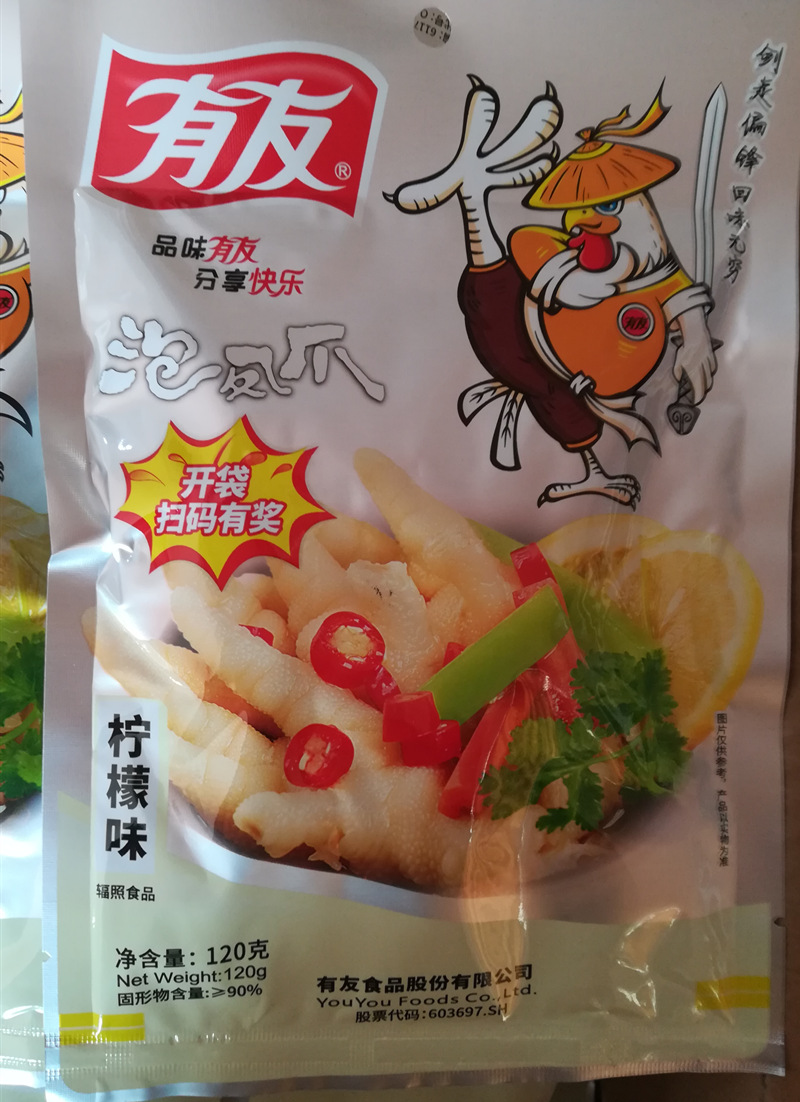 有友®
剑走偏锋 回味无穷
品味有友
分享快乐
泡凤爪
有友
开袋
扫码有奖
柠檬味
辐照食品
图片仅供参考,产品以实物为准
净含量:120克
Net Weight:120g
固形物含量:≥90%
有友食品股份有限公司
YouYou Foods Co.,Ltd.
股票代码:603697.SH